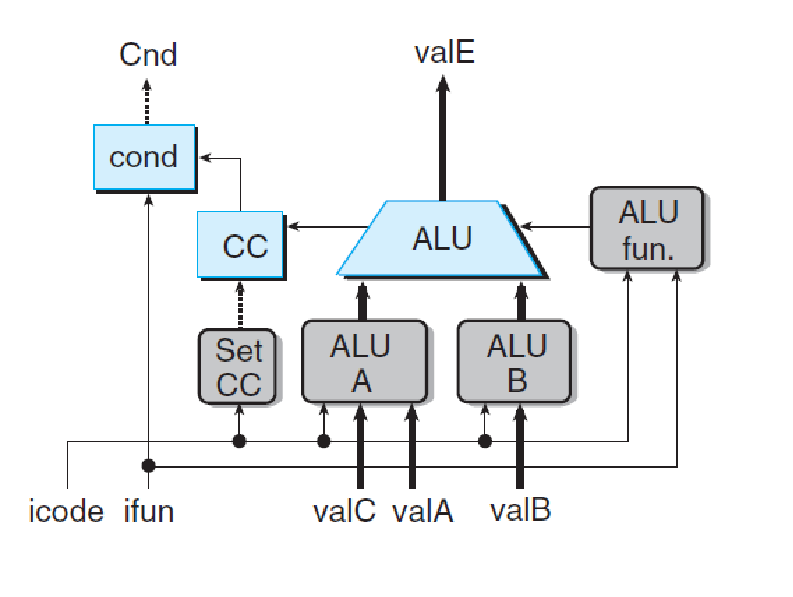 Cnd
valE
cond
ALU
fun.
CC
ALU
Set
CC
ALU
A
ALU
B
icode
ifun
valC
valA
valB